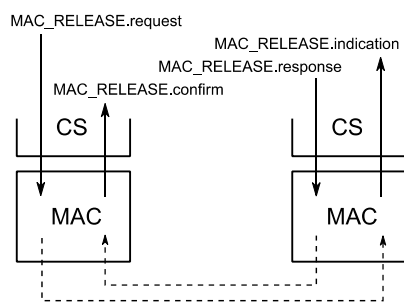 MAC_RELEASE.request
MAC_RELEASE.indication
MAC_RELEASE.response
MAC_RELEASE.confirm
CS
CS
MAC
MAC